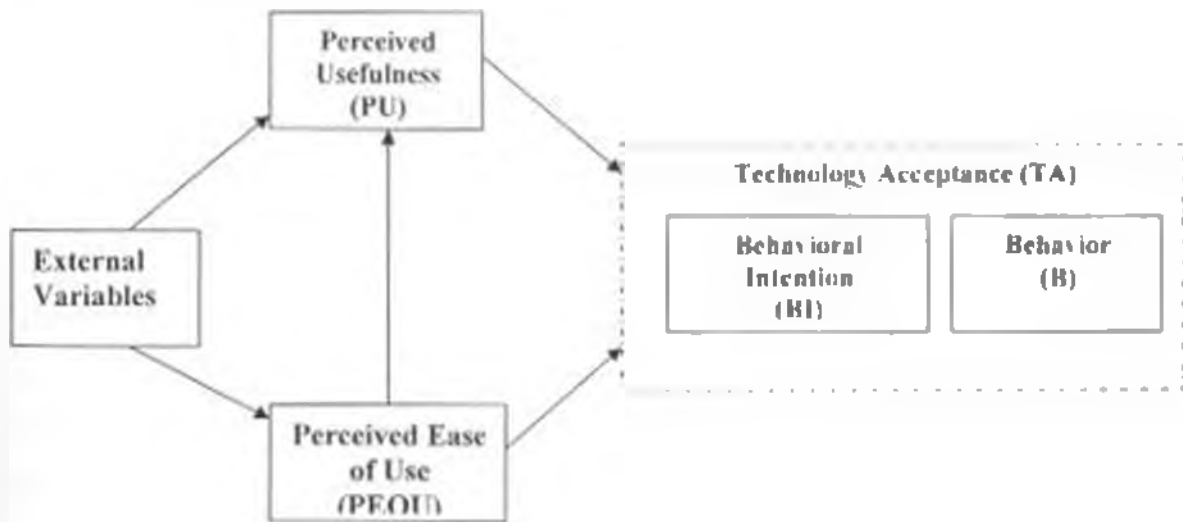 Perceived
Usefulness
(PU)
Technology Acceptance (TA)
External
Variables
Behavioral
Intention
(BI)
Behavior
(B)
Perceived Ease
of Use
(PEOU)